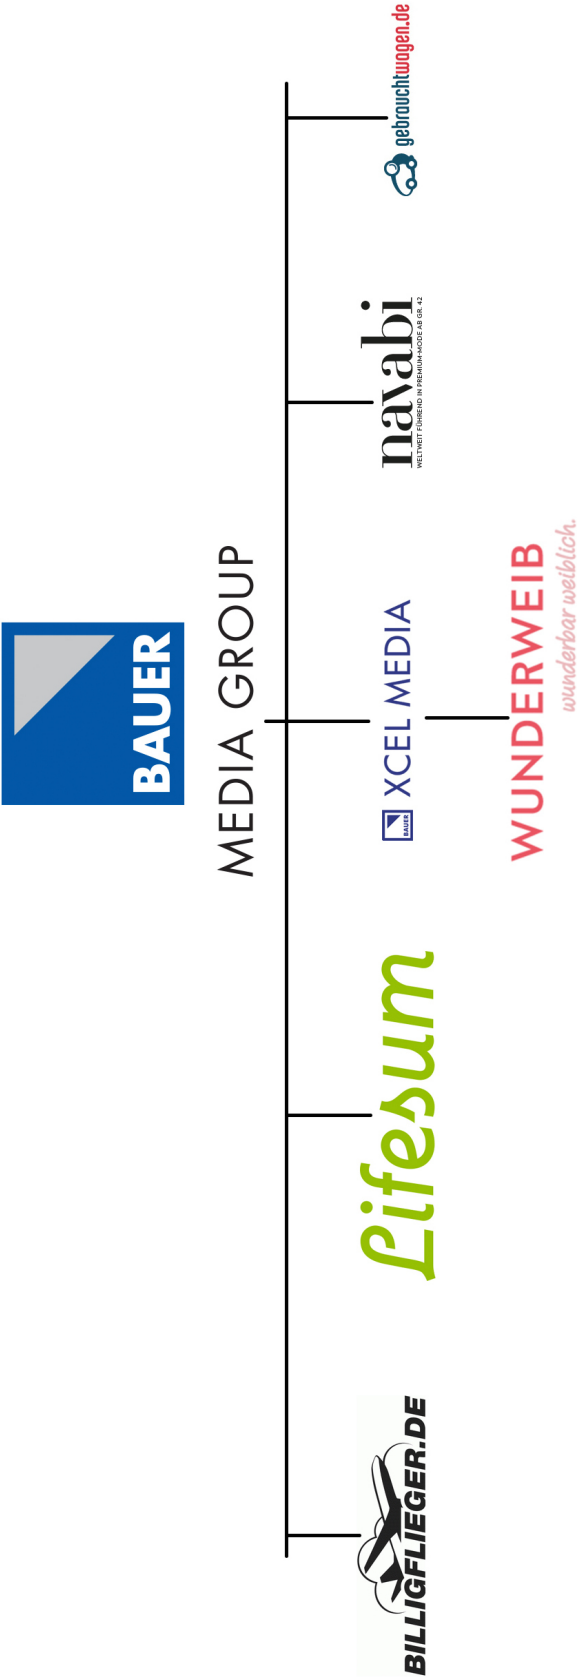 BAUER
MEDIA GROUP
BILLIGFLIEGER.DE
Lifesum
BAUER
XCEL MEDIA
navabi
WELTWEIT FÜHREND IN PREMIUM-MODE AB GR. 42
gebrauchtwagen.de
WUNDERWEIB
wunderbar weiblich.